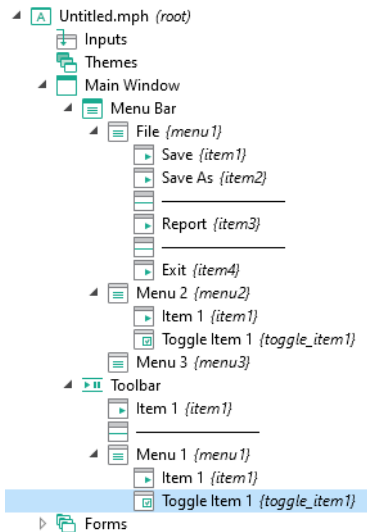 Untitled.mph (root)
Inputs
Themes
Main Window
Menu Bar
File {menu1}
Save {item1}
Save As {item2}
Report {item3}
Exit {item4}
Menu 2 {menu2}
Item 1 {item1}
Toggle Item 1 {toggle_item1}
Menu 3 {menu3}
Toolbar
Item 1 {item1}
Menu 1 {menu1}
Item 1 {item1}
Toggle Item 1 {toggle_item1}
Forms